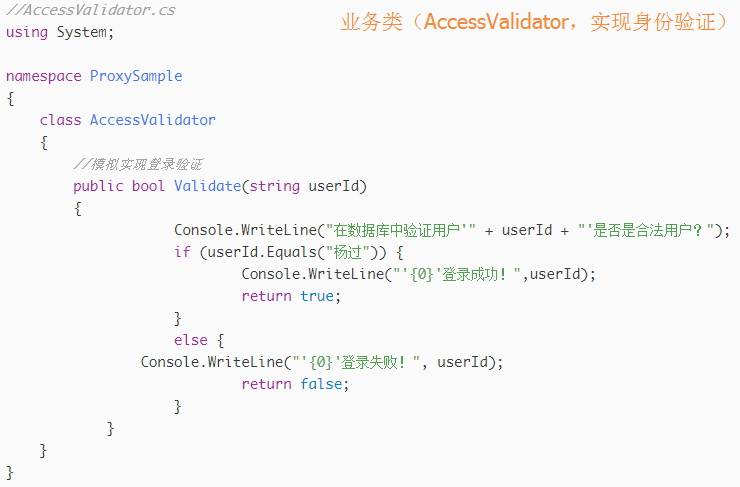 //AccessValidator.cs
业务类（AccessValidator，实现身份验证）
using System;
namespace ProxySample
{
class AccessValidator
{
//模拟实现登录验证
public bool Validate(string userId)
{
Console.WriteLine("在数据库中验证用户'" + userId + "'是否是合法用户？");
if (userId.Equals("杨过")) {
Console.WriteLine("'{0}'登录成功！",userId);
return true;
}
else {
Console.WriteLine("'{0}'登录失败！", userId);
return false;
}
}
}
}